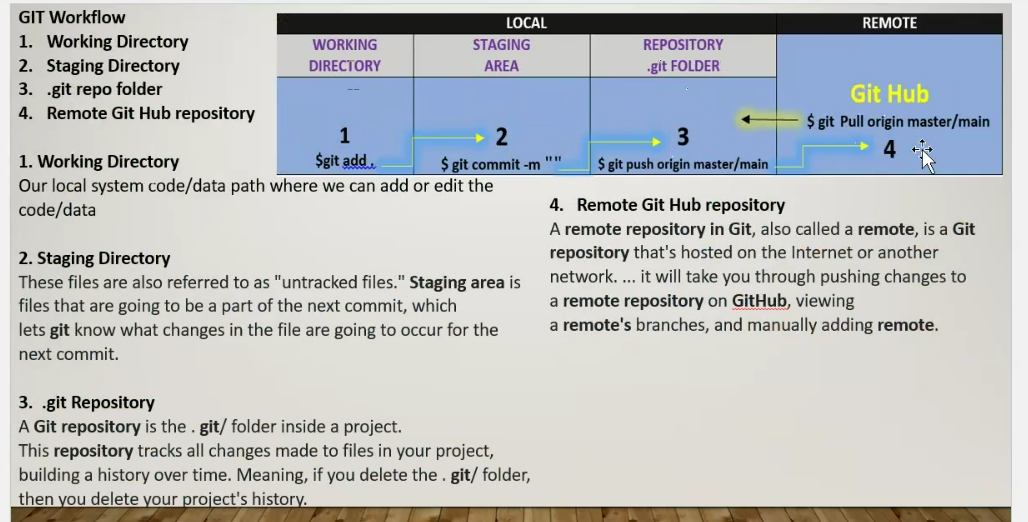 GIT Workflow
1. Working Directory
2. Staging Directory
3. .git repo folder
4. Remote Git Hub repository
LOCAL REMOTE
WORKING DIRECTORY
STAGING AREA
REPOSITORY .git FOLDER
Git Hub
$ git Pull origin master/main
1 2 3 4
$git add .
$ git commit -m " "
$ git push origin master/main
1. Working Directory
Our local system code/data path where we can add or edit the
code/data
2. Staging Directory
These files are also referred to as "untracked files." Staging area is
files that are going to be a part of the next commit, which
lets git know what changes in the file are going to occur for the
next commit.
3. .git Repository
A Git repository is the . git/ folder inside a project.
This repository tracks all changes made to files in your project,
building a history over time. Meaning, if you delete the . git/ folder,
then you delete your project's history.
4. Remote Git Hub repository
A remote repository in Git, also called a remote, is a Git
repository that's hosted on the Internet or another
network. ... it will take you through pushing changes to
a remote repository on GitHub, viewing
a remote's branches, and manually adding remote.